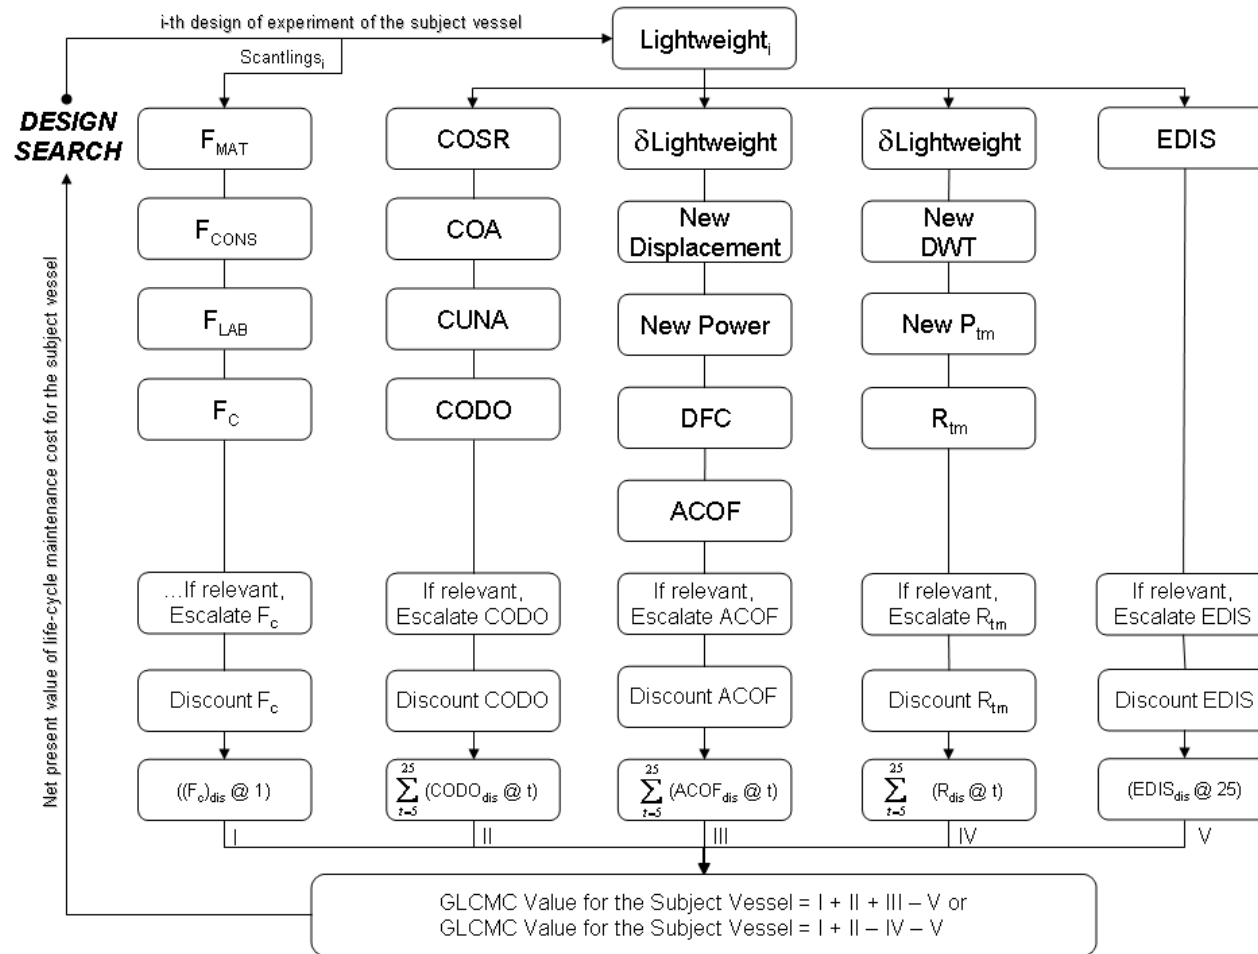 i-th design of experiment of the subject vessel
Lightweight_i
Scantlings_i
DESIGN
SEARCH
F_MAT
COSR
δLightweight
δLightweight
EDIS
F_CONS
COA
New
Displacement
New
DWT
F_LAB
CUNA
New Power
New P_tm
F_C
CODO
DFC
R_tm
ACOF
...If relevant,
Escalate F_c
If relevant,
Escalate CODO
If relevant,
Escalate ACOF
If relevant,
Escalate R_tm
If relevant,
Escalate EDIS
Discount F_c
Discount CODO
Discount ACOF
Discount R_tm
Discount EDIS
((F_c)_dis @ 1)
25 ∑ t=5 (CODO_dis @ t)
25 ∑ t=5 (ACOF_dis @ t)
25 ∑ t=5 (R_dis @ t)
(EDIS_dis @ 25)
I
II
III
IV
V
GLCMC Value for the Subject Vessel = I + II + III – V or
GLCMC Value for the Subject Vessel = I + II – IV – V
Net present value of life-cycle maintenance cost for the subject vessel